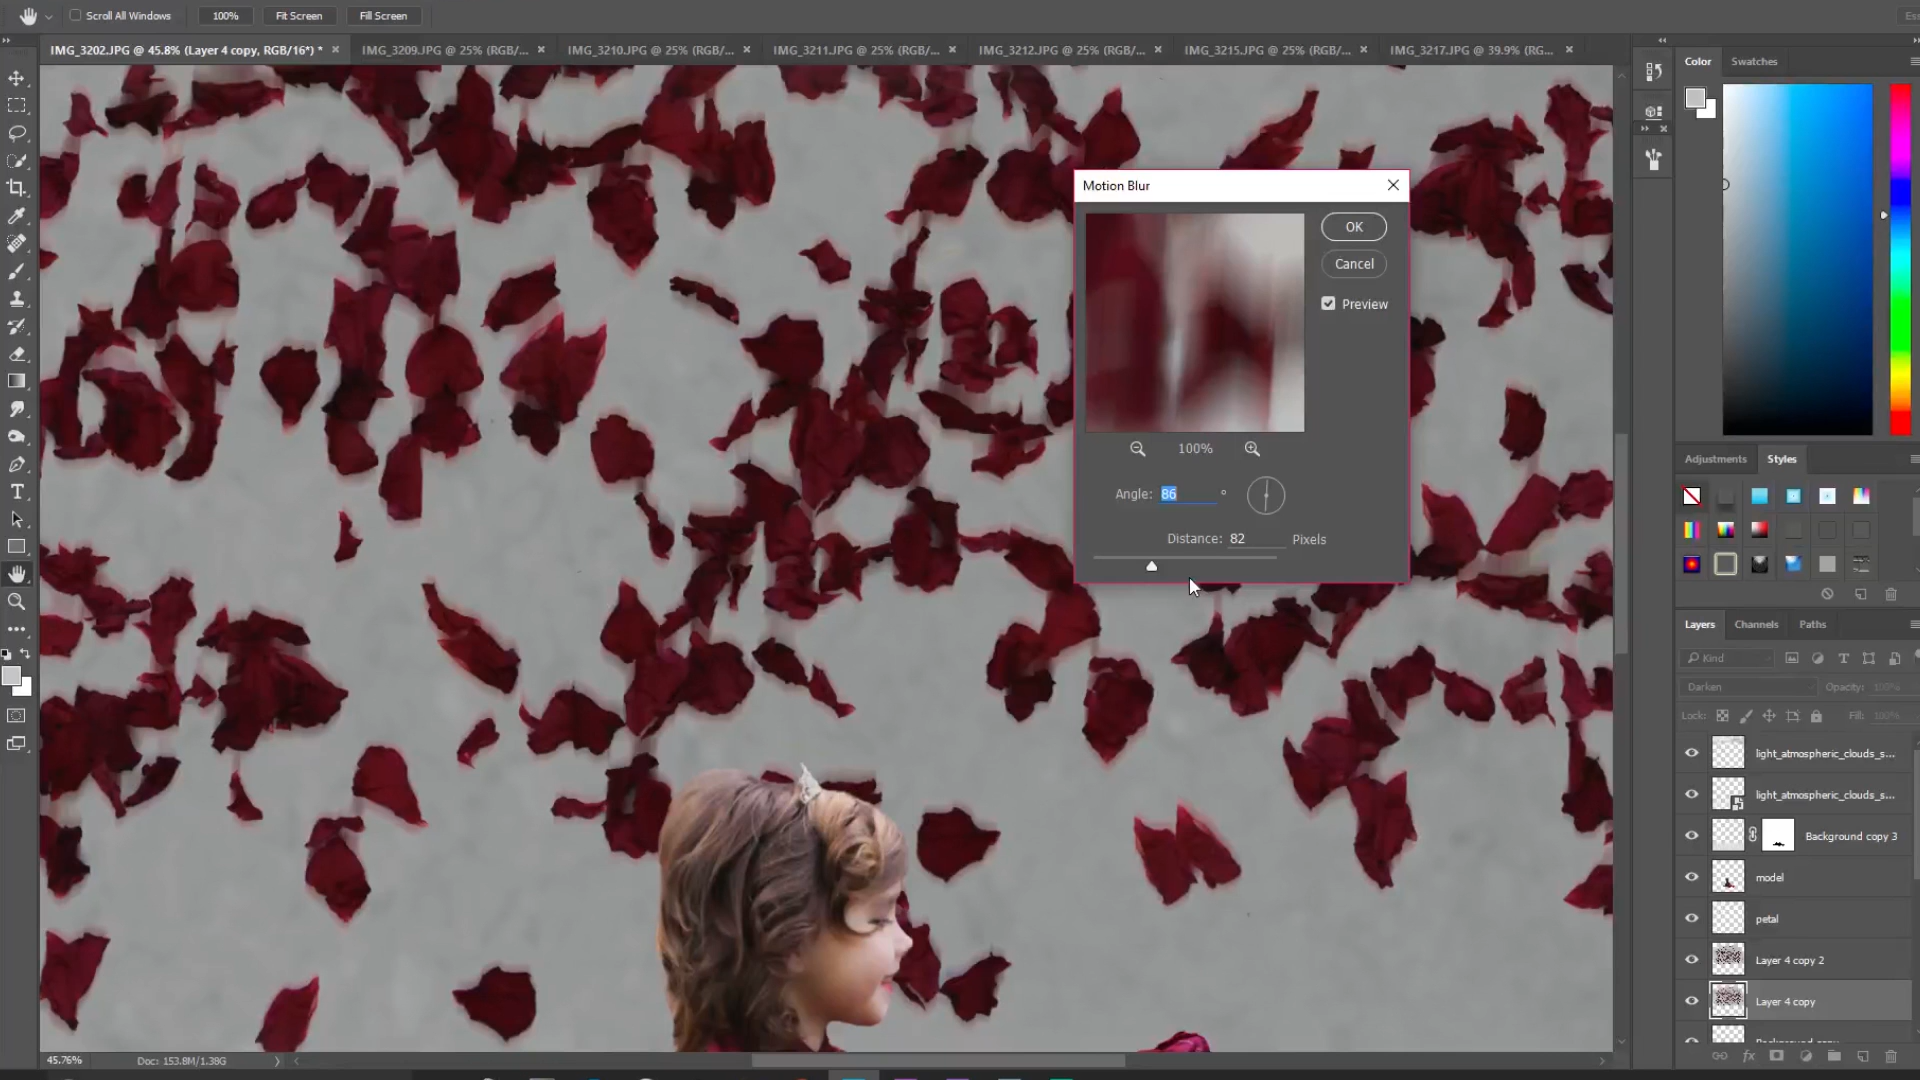 Scroll All Windows 100% Fit Screen Fill Screen
IMG_3202.JPG @ 45.8% (Layer 4 copy, RGB/16*) * IMG_3209.JPG @ 25% (RGB/... IMG_3210.JPG @ 25% (RGB/... IMG_3211.JPG @ 25% (RGB/... IMG_3212.JPG @ 25% (RGB/... IMG_3215.JPG @ 25% (RGB/... IMG_3217.JPG @ 39.9% (RG...
Color Swatches
Motion Blur
OK
Cancel
Preview
100%
Angle: 86 °
Distance: 82 Pixels
Adjustments Styles
Layers Channels Paths
Kind
Darken Opacity: 100%
Lock: Fill: 100%
light_atmospheric_clouds_s...
light_atmospheric_clouds_s...
Background copy 3
model
petal
Layer 4 copy 2
Layer 4 copy
Background copy
45.76% Doc: 153.8M/1.38G